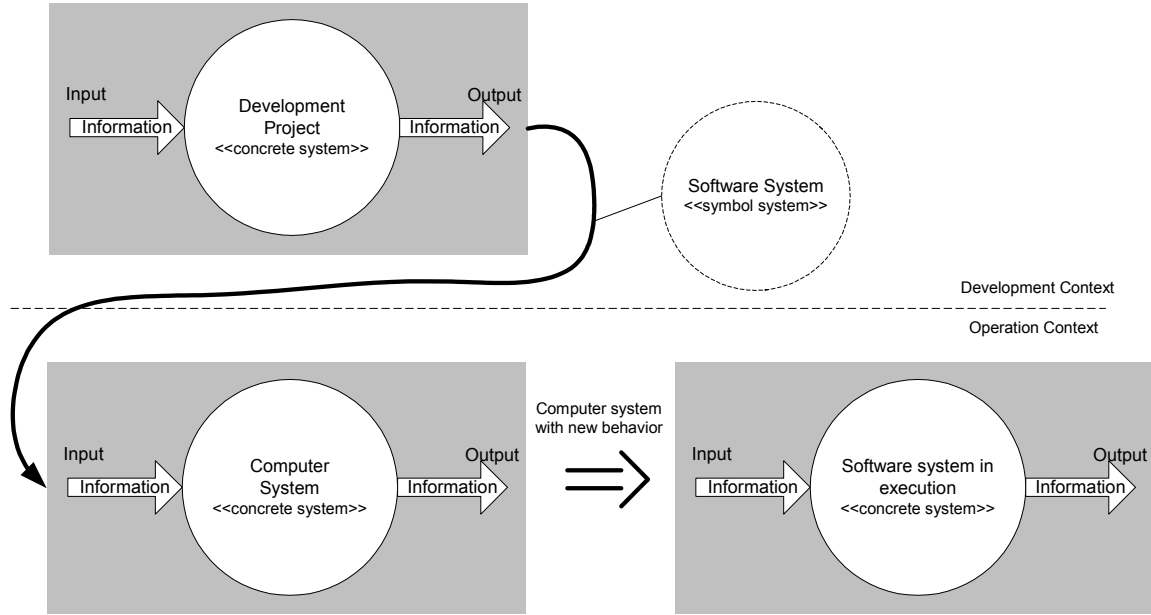 Input
Information
Development
Project
<<concrete system>>
Output
Information
Software System
<<symbol system>>
Development Context
Operation Context
Input
Information
Computer
System
<<concrete system>>
Output
Information
Computer system
with new behavior
Input
Information
Software system in
execution
<<concrete system>>
Output
Information